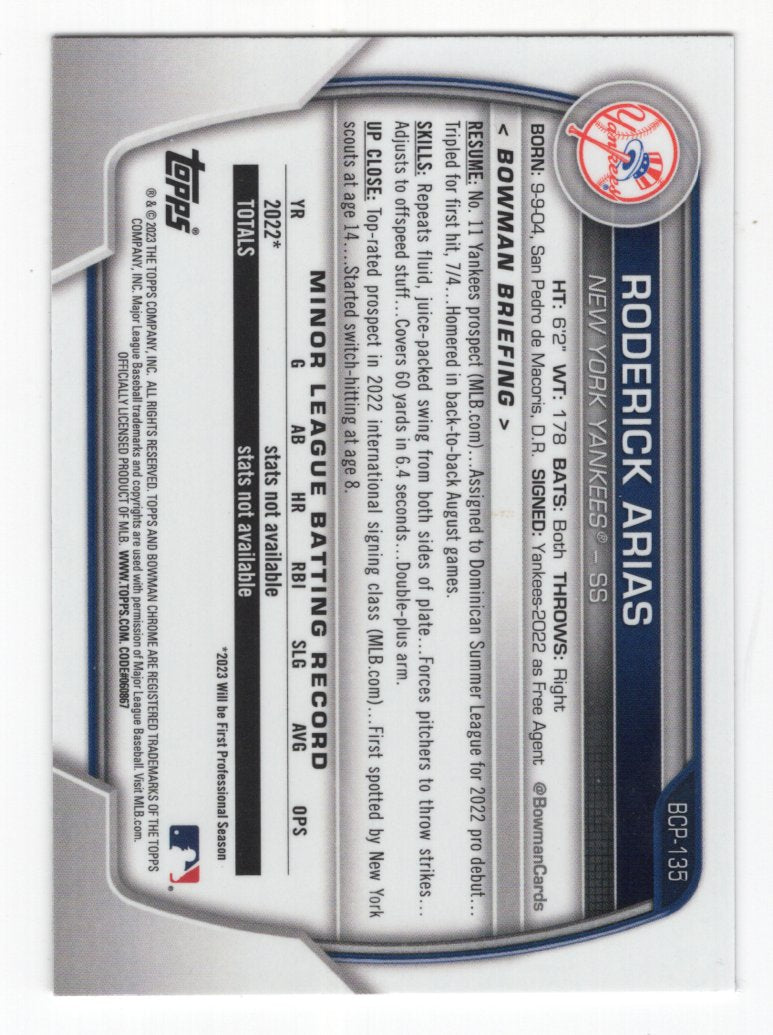 BCP-135
Yankees
RODERICK ARIAS
NEW YORK YANKEES® – SS
HT: 6'2" WT: 178 BATS: Both THROWS: Right
BORN: 9-9-04, San Pedro de Macoris, D.R. SIGNED: Yankees-2022 as Free Agent @BowmanCards
< BOWMAN BRIEFING >
RESUME: No. 11 Yankees prospect (MLB.com)...Assigned to Dominican Summer League for 2022 pro debut...
Tripled for first hit, 7/4...Homered in back-to-back August games.
SKILLS: Repeats fluid, juice-packed swing from both sides of plate...Forces pitchers to throw strikes...
Adjusts to offspeed stuff...Covers 60 yards in 6.4 seconds...Double-plus arm.
UP CLOSE: Top-rated prospect in 2022 international signing class (MLB.com)...First spotted by New York
scouts at age 14.....Started switch-hitting at age 8.
MINOR LEAGUE BATTING RECORD
YR G AB HR RBI SLG AVG OPS
2022* stats not available
TOTALS stats not available
*2023 Will be First Professional Season
topps®
® & © 2023 THE TOPPS COMPANY, INC. ALL RIGHTS RESERVED. TOPPS AND BOWMAN CHROME ARE REGISTERED TRADEMARKS OF THE TOPPS
COMPANY, INC. Major League Baseball trademarks and copyrights are used with permission of Major League Baseball. Visit MLB.com.
OFFICIALLY LICENSED PRODUCT OF MLB. WWW.TOPPS.COM. CODE#060867